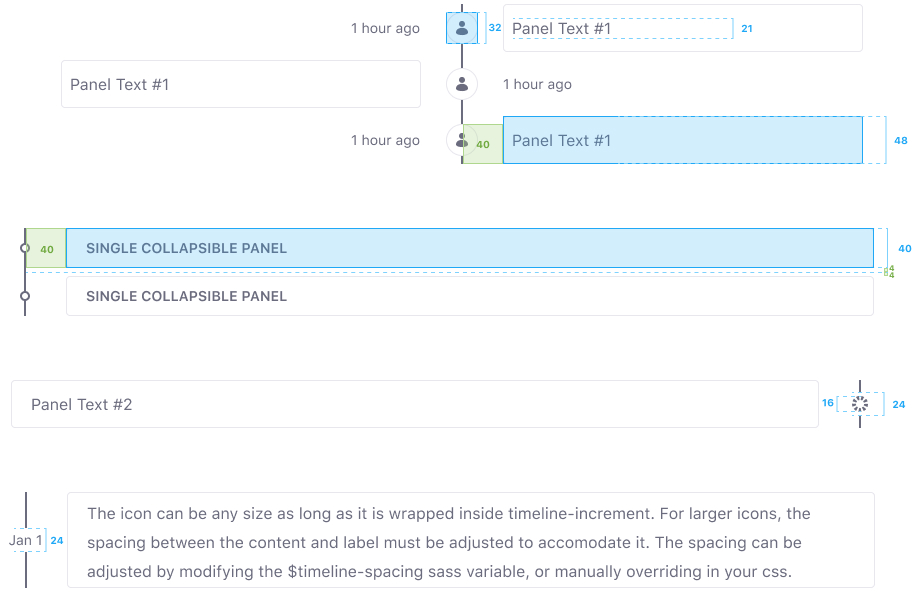 1 hour ago 32 Panel Text #1 21
Panel Text #1 1 hour ago
1 hour ago 40 Panel Text #1 48
40 SINGLE COLLAPSIBLE PANEL 40
4
4
SINGLE COLLAPSIBLE PANEL
Panel Text #2 16 24
The icon can be any size as long as it is wrapped inside timeline-increment. For larger icons, the
Jan 1 24 spacing between the content and label must be adjusted to accomodate it. The spacing can be
adjusted by modifying the $timeline-spacing sass variable, or manually overriding in your css.